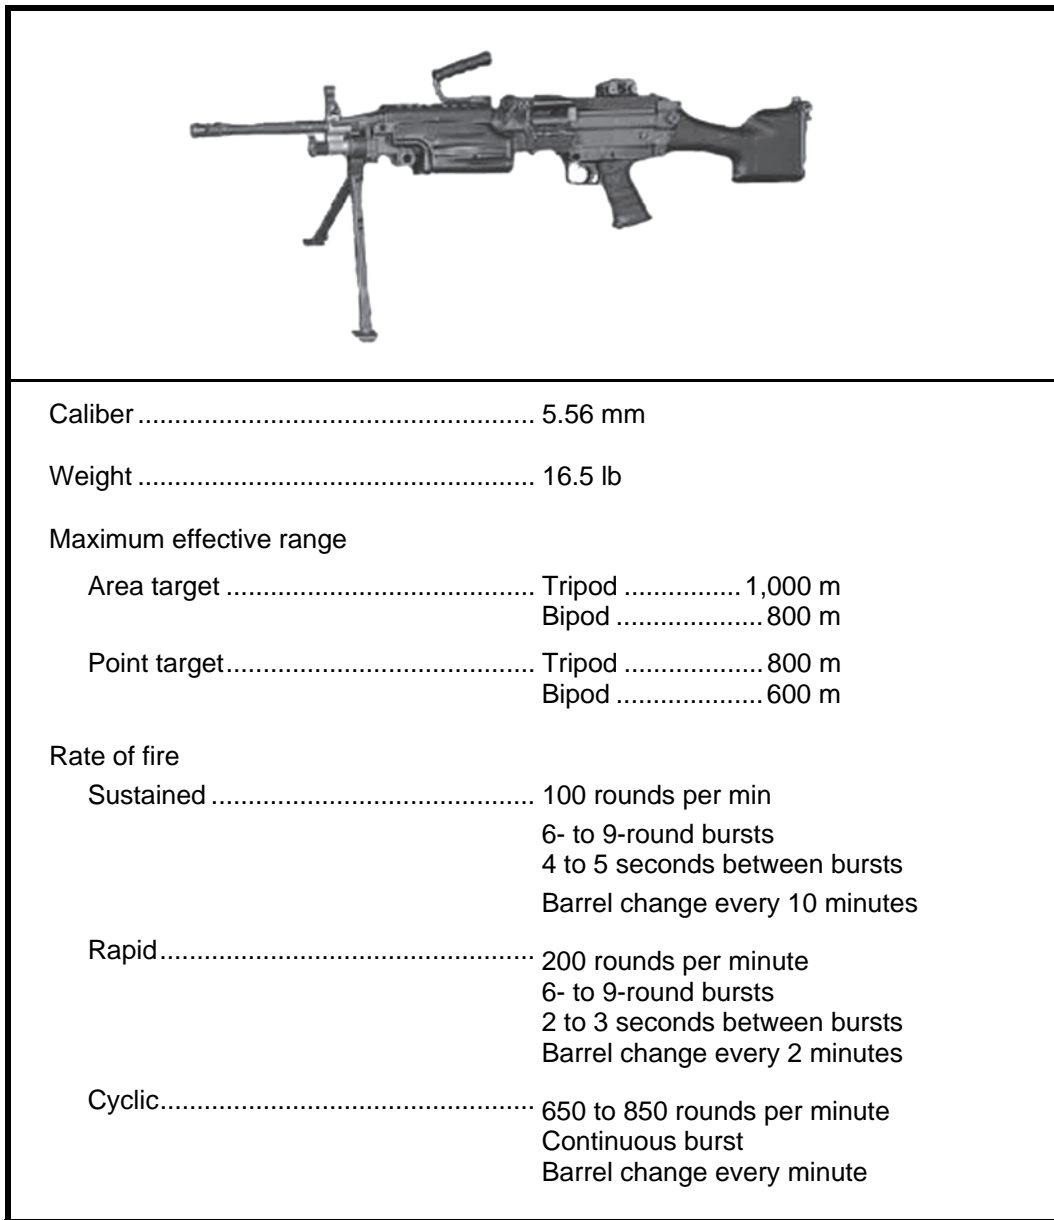 Caliber ...................................................... 5.56 mm
Weight ...................................................... 16.5 lb
Maximum effective range
Area target .......................................... Tripod ................ 1,000 m
Bipod .................... 800 m
Point target.......................................... Tripod ................... 800 m
Bipod .................... 600 m
Rate of fire
Sustained ............................................ 100 rounds per min
6- to 9-round bursts
4 to 5 seconds between bursts
Barrel change every 10 minutes
Rapid................................................... 200 rounds per minute
6- to 9-round bursts
2 to 3 seconds between bursts
Barrel change every 2 minutes
Cyclic................................................... 650 to 850 rounds per minute
Continuous burst
Barrel change every minute